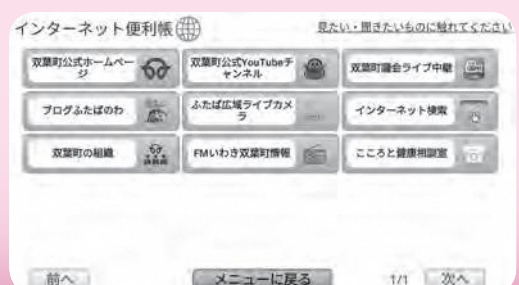 インターネット便利帳
見たい・聞きたいものに触れてください
双葉町公式ホームペー
ジ
双葉町公式YouTubeチ
ャンネル
双葉町議会ライブ中継
ブログふたばのわ
ふたば広域ライブカメ
ラ
インターネット検索
双葉町の組織
FMいわき双葉町情報
こころと健康相談室
前へ
メニューに戻る
1/1
次へ